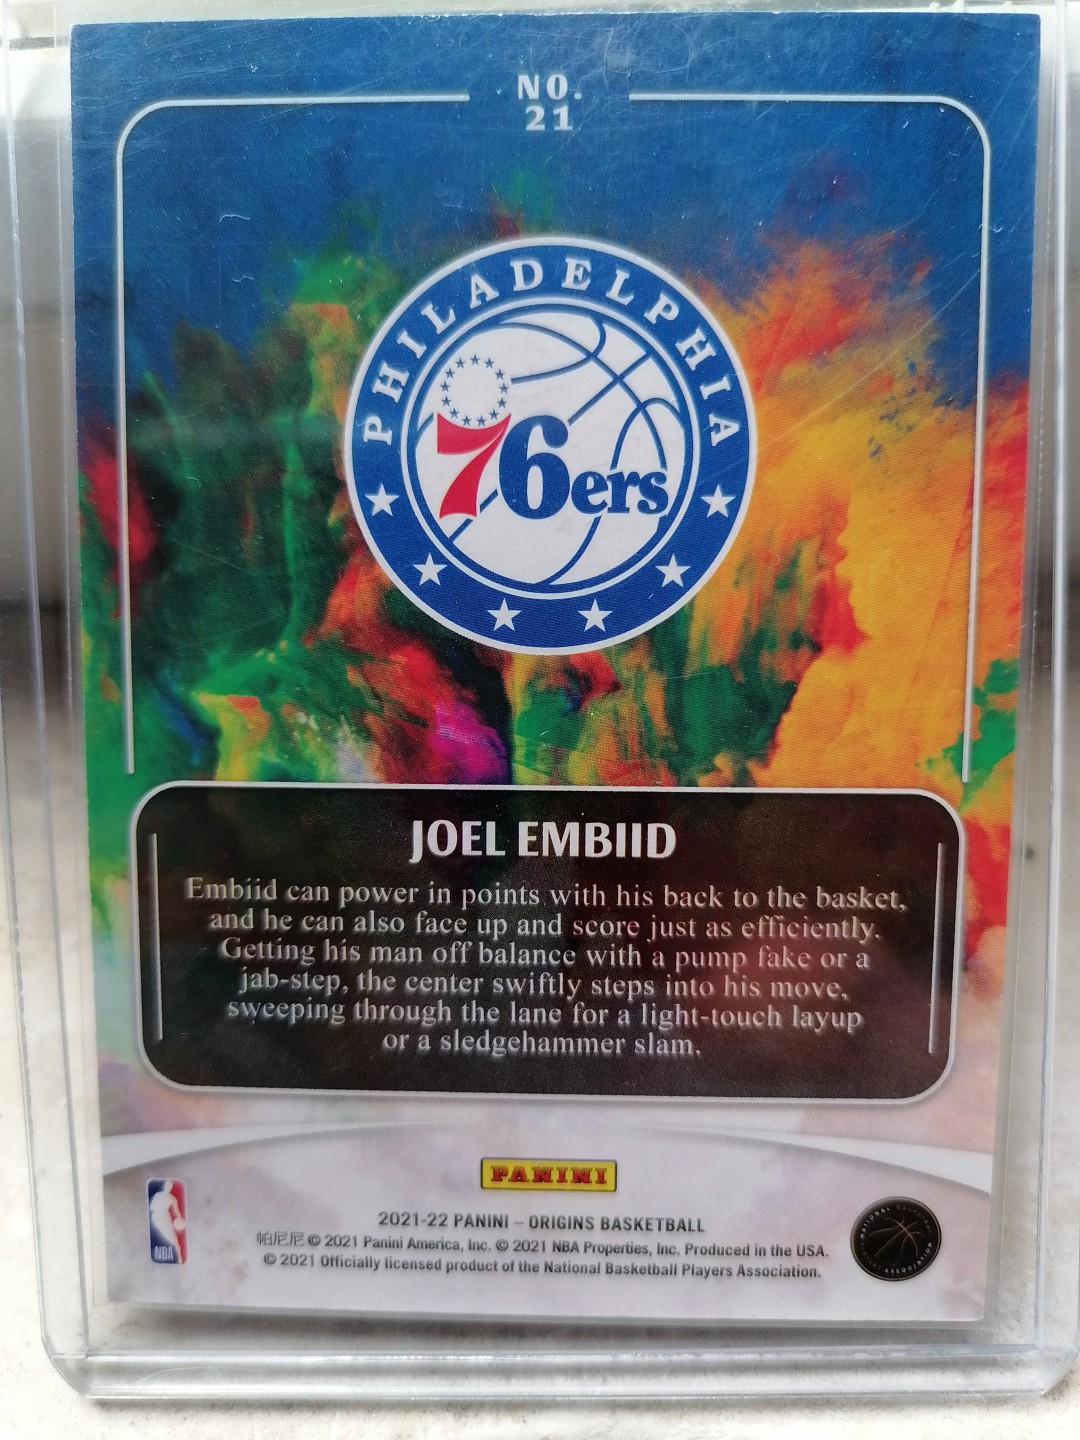 NO.
21
PHILADELPHIA
76ers
JOEL EMBIID
Embiid can power in points with his back to the basket,
and he can also face up and score just as efficiently.
Getting his man off balance with a pump fake or a
jab-step, the center swiftly steps into his move,
sweeping through the lane for a light-touch layup
or a sledgehammer slam.
PANINI
2021-22 PANINI – ORIGINS BASKETBALL
帕尼尼 © 2021 Panini America, Inc. © 2021 NBA Properties, Inc. Produced in the USA.
© 2021 Officially licensed product of the National Basketball Players Association.
NBA
NATIONAL BASKETBALL
ASSOCIATION